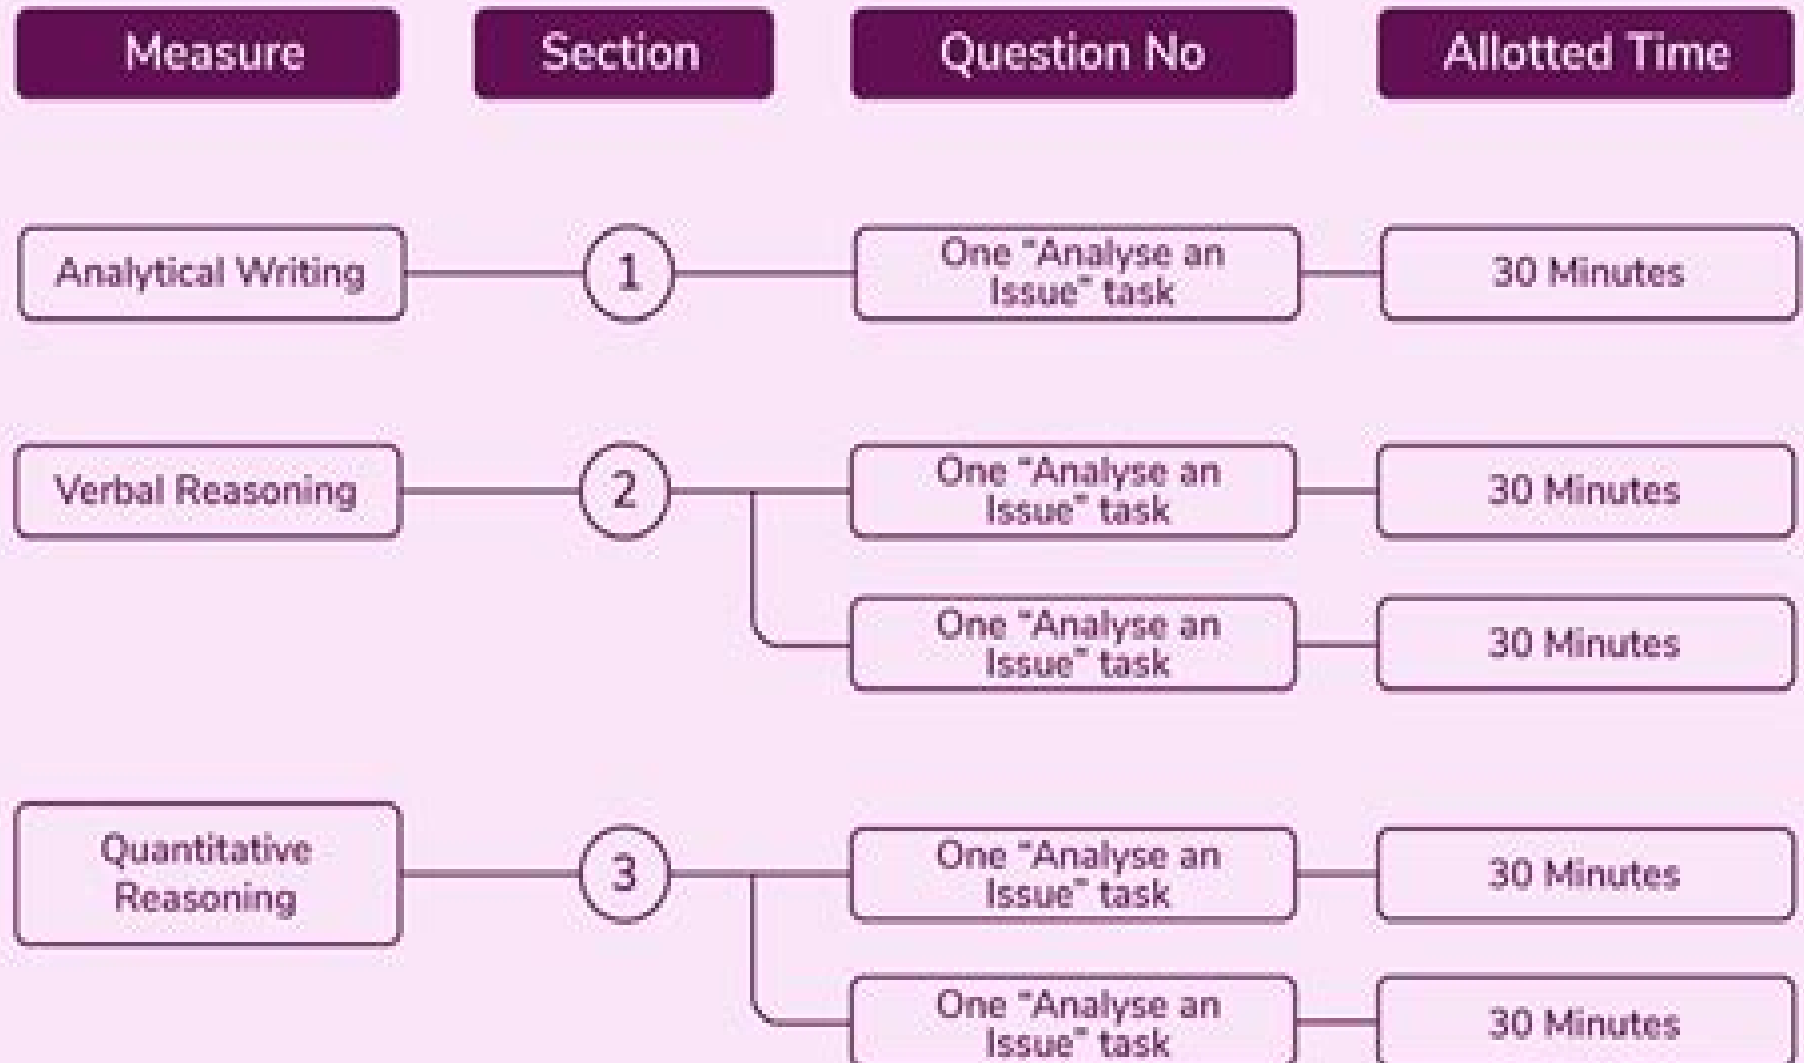 Measure
Section
Question No
Allotted Time
Analytical Writing
1
One "Analyse an
Issue" task
30 Minutes
Verbal Reasoning
2
One "Analyse an
Issue" task
30 Minutes
One "Analyse an
Issue" task
30 Minutes
Quantitative
Reasoning
3
One "Analyse an
Issue" task
30 Minutes
One "Analyse an
Issue" task
30 Minutes